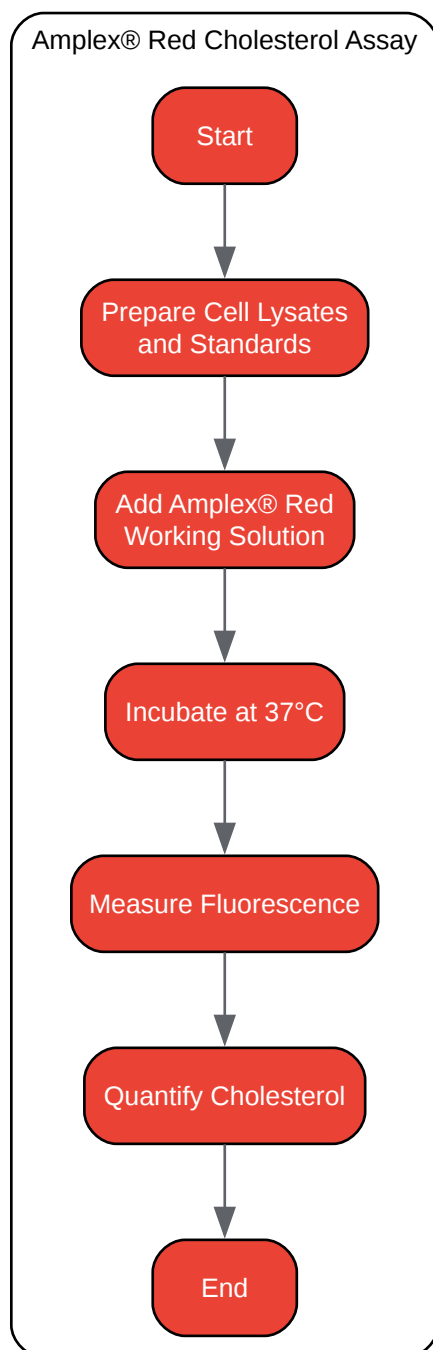 Amplex® Red Cholesterol Assay
Start
Prepare Cell Lysates
and Standards
Add Amplex® Red
Working Solution
Incubate at 37°C
Measure Fluorescence
Quantify Cholesterol
End